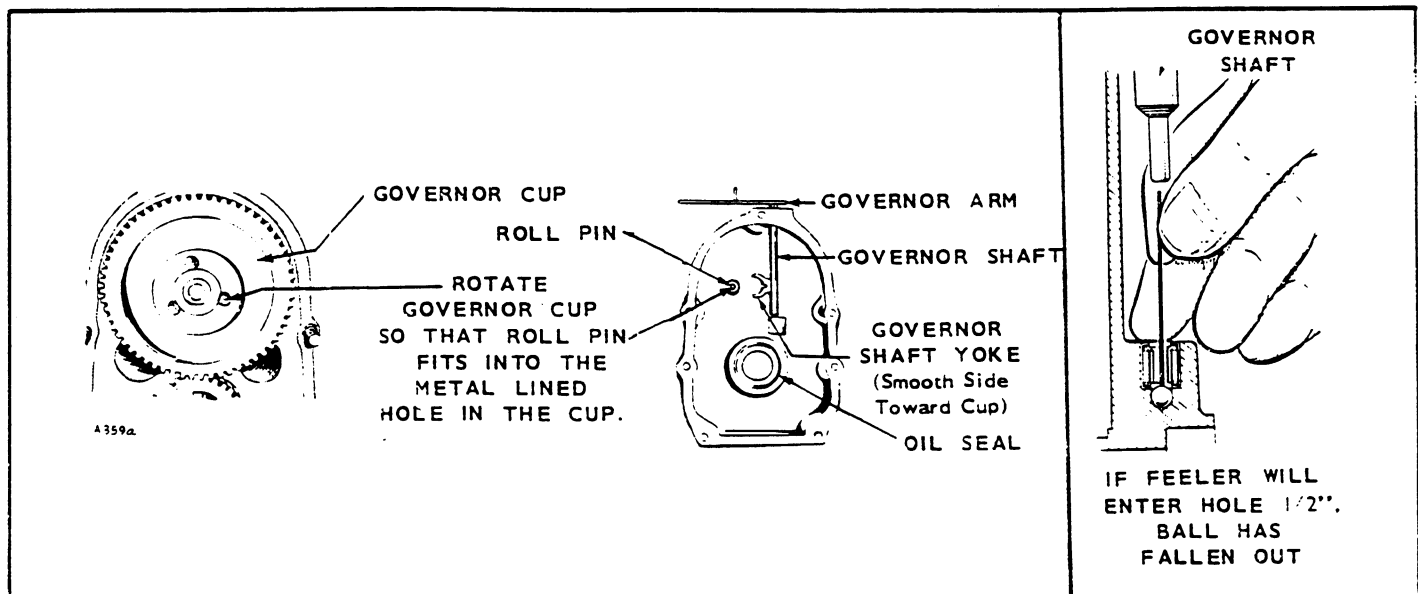 GOVERNOR CUP
ROLL PIN
ROTATE
GOVERNOR CUP
SO THAT ROLL PIN
FITS INTO THE
METAL LINED
HOLE IN THE CUP.
A359a
GOVERNOR ARM
GOVERNOR SHAFT
GOVERNOR
SHAFT YOKE
(Smooth Side
Toward Cup)
OIL SEAL
GOVERNOR
SHAFT
IF FEELER WILL
ENTER HOLE 1/2".
BALL HAS
FALLEN OUT